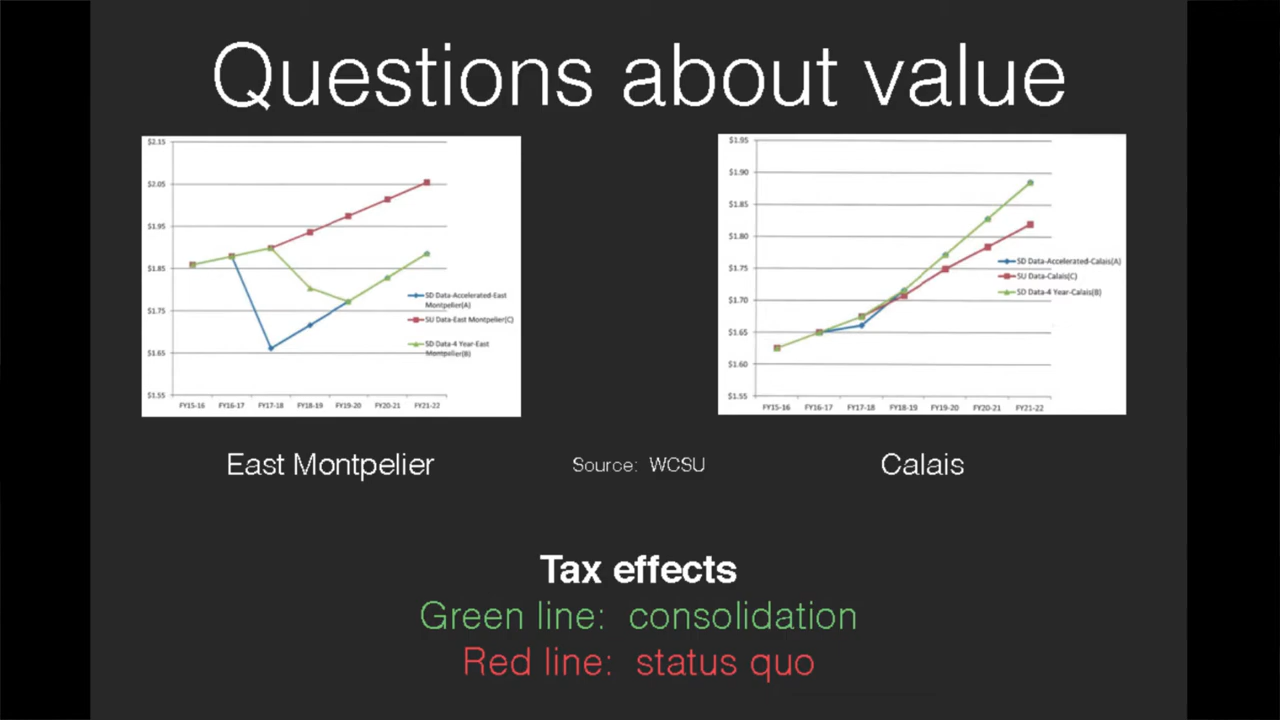 Questions about value
$2.15
$2.05
$1.95
$1.85
$1.75
$1.65
$1.55
FY15-16 FY16-17 FY17-18 FY18-19 FY19-20 FY20-21 FY21-22
SD Data-Accelerated-East
Montpelier(A)
SU Data-East Montpelier(C)
SD Data-4 Year-East
Montpelier(B)
$1.95
$1.90
$1.85
$1.80
$1.75
$1.70
$1.65
$1.60
$1.55
FY15-16 FY16-17 FY17-18 FY18-19 FY19-20 FY20-21 FY21-22
SD Data-Accelerated-Calais(A)
SU Data-Calais(C)
SD Data-4 Year-Calais(B)
East Montpelier
Source: WCSU
Calais
Tax effects
Green line: consolidation
Red line: status quo